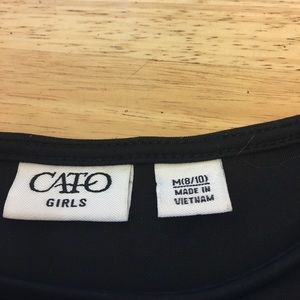 CATO
GIRLS
M(8/10)
MADE IN
VIETNAM